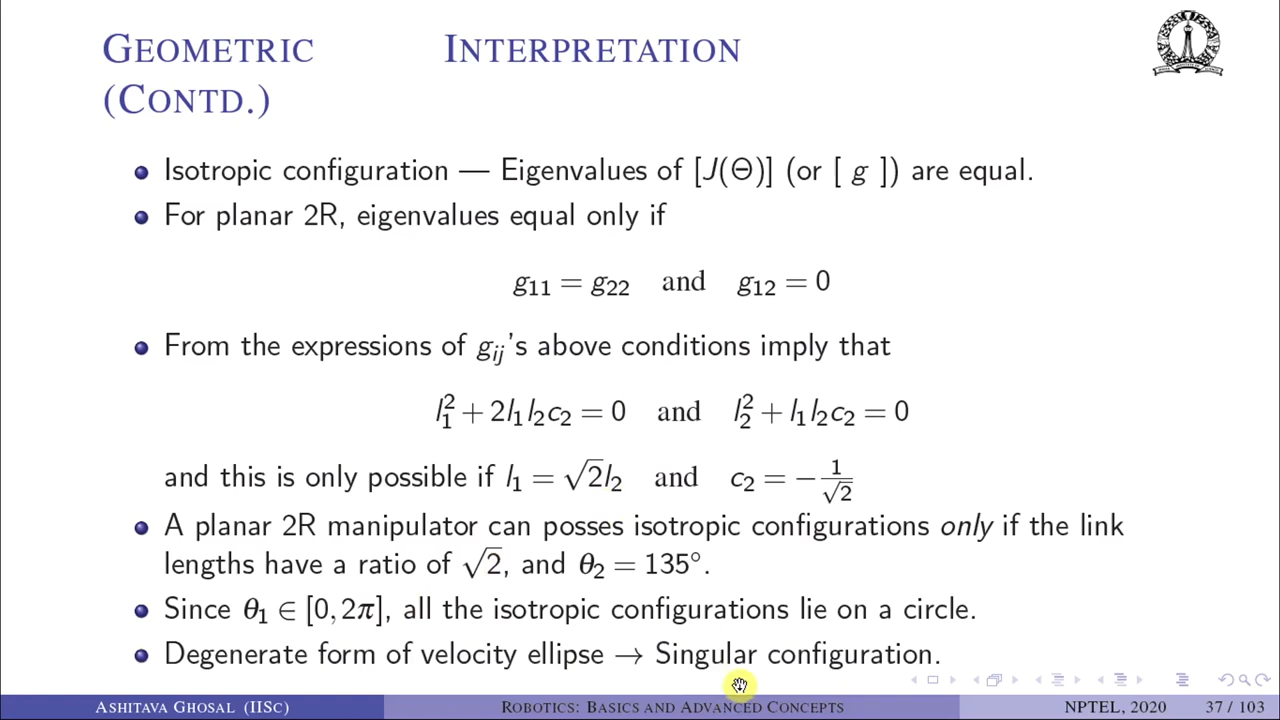 GEOMETRIC INTERPRETATION
(CONTD.)
Isotropic configuration — Eigenvalues of [J(Θ)] (or [ g ]) are equal.
For planar 2R, eigenvalues equal only if
g₁₁ = g₂₂ and g₁₂ = 0
From the expressions of g_ij's above conditions imply that
l₁² + 2l₁l₂c₂ = 0 and l₂² + l₁l₂c₂ = 0
and this is only possible if l₁ = √2l₂ and c₂ = −1/√2
A planar 2R manipulator can posses isotropic configurations only if the link
lengths have a ratio of √2, and θ₂ = 135°.
Since θ₁ ∈ [0, 2π], all the isotropic configurations lie on a circle.
Degenerate form of velocity ellipse → Singular configuration.
ASHITAVA GHOSAL (IISC) ROBOTICS: BASICS AND ADVANCED CONCEPTS NPTEL, 2020 37 / 103